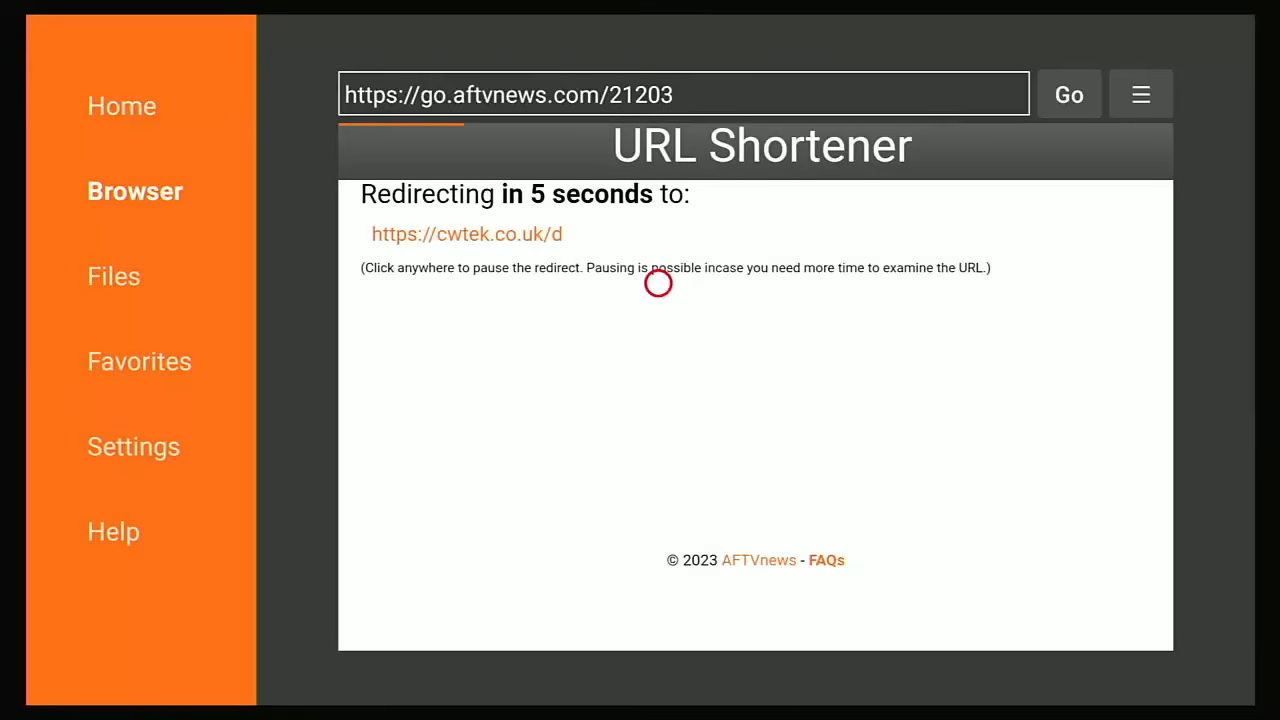 Home
Browser
Files
Favorites
Settings
Help
https://go.aftvnews.com/21203
Go
☰
URL Shortener
Redirecting in 5 seconds to:
https://cwtek.co.uk/d
(Click anywhere to pause the redirect. Pausing is possible incase you need more time to examine the URL.)
© 2023 AFTVnews - FAQs